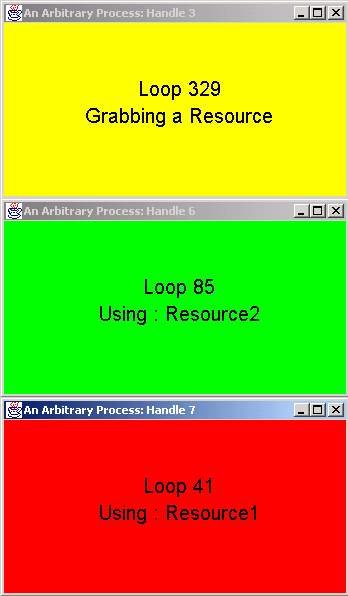 An Arbitrary Process: Handle 3
Loop 329
Grabbing a Resource
An Arbitrary Process: Handle 6
Loop 85
Using : Resource2
An Arbitrary Process: Handle 7
Loop 41
Using : Resource1